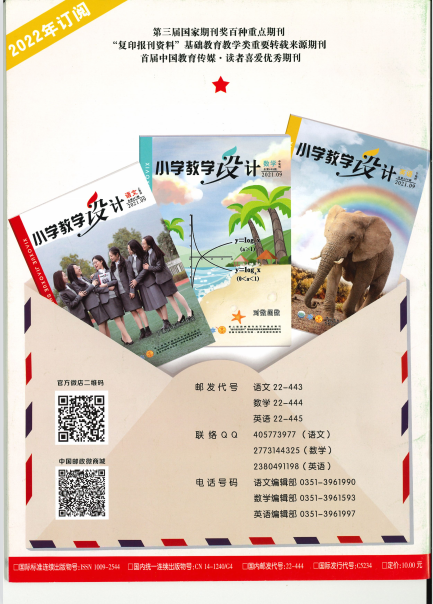 2022年订阅
第三届国家期刊奖百种重点期刊
“复印报刊资料”基础教育教学类重要转载来源期刊
首届中国教育传媒·读者喜爱优秀期刊
小学教学设计
语文
2021.09
小学教学设计
数学
2021.09
y=logₐx
(a>1)
y=logₐx
(0<a<1)
对数函数
小学教学设计
2021.09
官方微店二维码
中国邮政微商城
邮发代号 语文 22-443
数学 22-444
英语 22-445
联络QQ 405773977（语文）
2773144325（数学）
2380491198（英语）
电话号码 语文编辑部 0351-3961990
数学编辑部 0351-3961593
英语编辑部 0351-3961997
□国际标准连续出版物号:ISSN 1009-2544 □国内统一连续出版物号:CN 14-1240/G4 □国内邮发代号:22-444 □国际发行代号:C5234 □定价:10.00 元